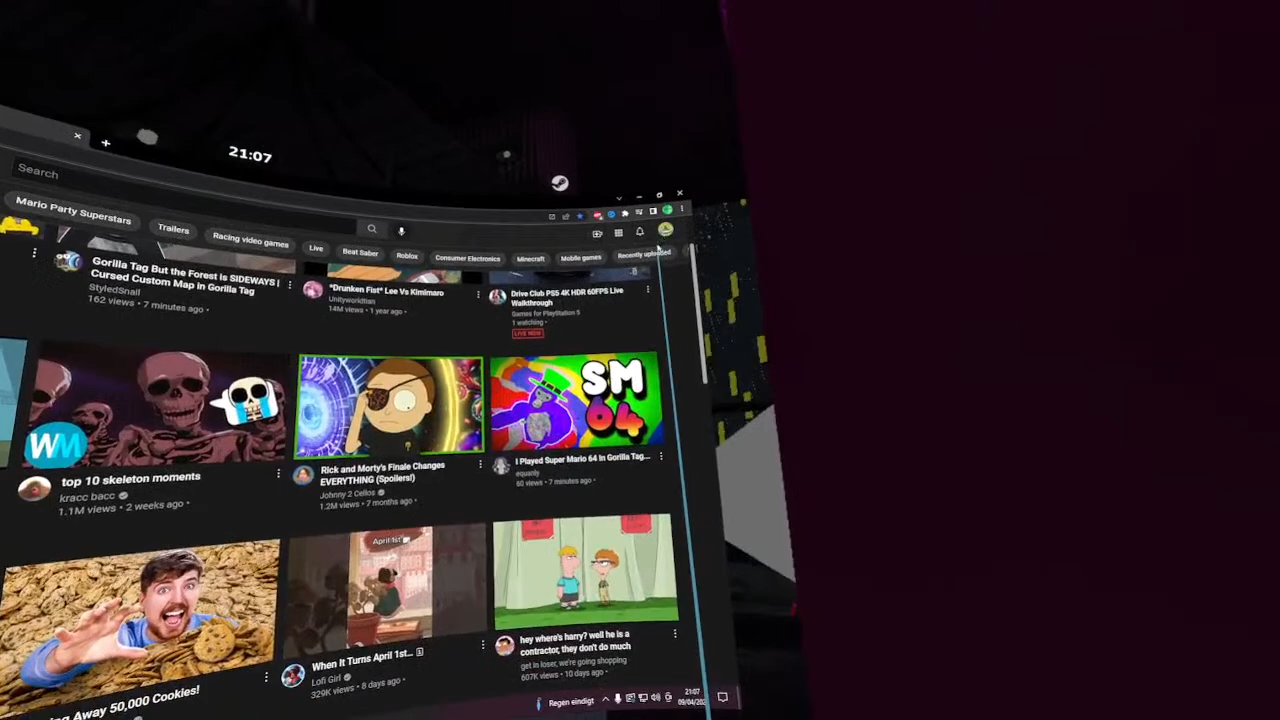 21:07
Search
Mario Party Superstars
Trailers
Racing video games
Live
Beat Saber
Roblox
Consumer Electronics
Minecraft
Mobile games
Recently uploaded
Gorilla Tag But the Forest is SIDEWAYS |
Cursed Custom Map in Gorilla Tag
StyledSnail
162 views • 7 minutes ago
*Drunken Fist* Lee Vs Kimimaro
Unityworldtian
14M views • 1 year ago
Drive Club PS5 4K HDR 60FPS Live
Walkthrough
Games for PlayStation 5
1 watching
LIVE NOW
WM
top 10 skeleton moments
kracc bacc
1.1M views • 2 weeks ago
Rick and Morty's Finale Changes
EVERYTHING (Spoilers!)
Johnny 2 Cellos
1.2M views • 7 months ago
SM
64
I Played Super Mario 64 In Gorilla Tag...
equanly
60 views • 7 minutes ago
Away 50,000 Cookies!
April 1st
When It Turns April 1st...
Lofi Girl
329K views • 8 days ago
hey where's harry? well he is a
contractor, they don't do much
get in loser, we're going shopping
607K views • 10 days ago
Regen eindigt
21:07